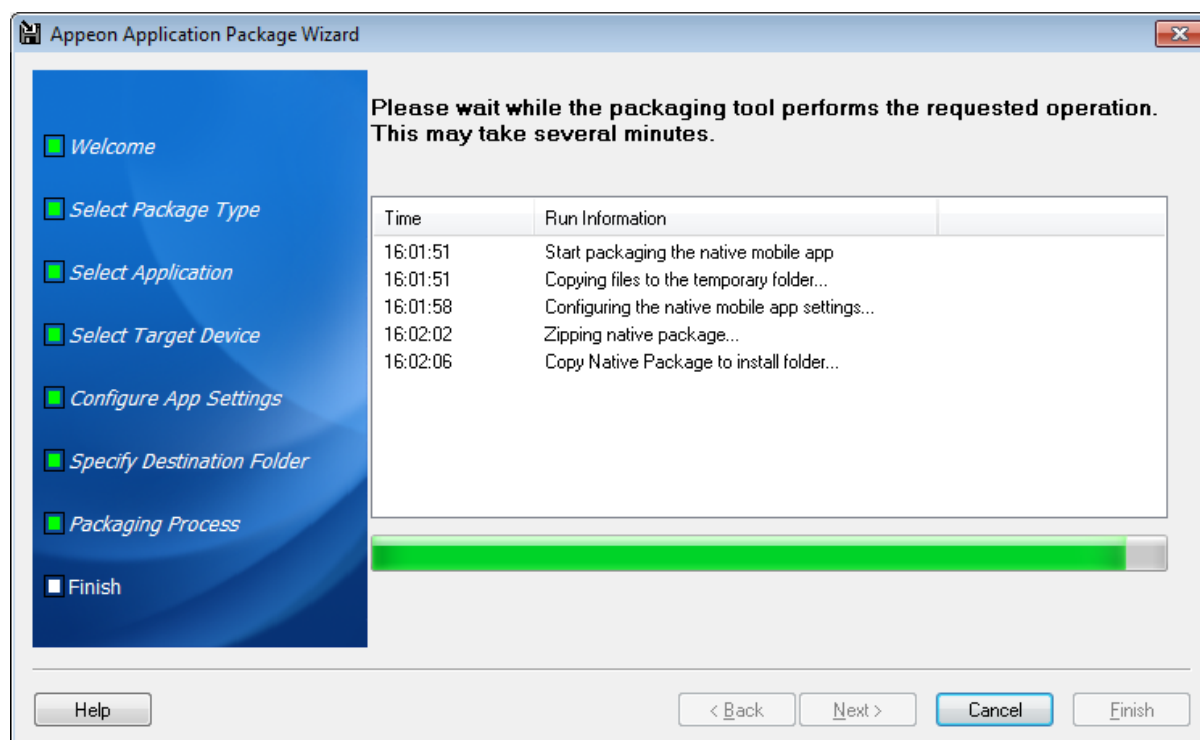 Appeon Application Package Wizard
Welcome
Select Package Type
Select Application
Select Target Device
Configure App Settings
Specify Destination Folder
Packaging Process
Finish
Please wait while the packaging tool performs the requested operation.
This may take several minutes.
Time Run Information
16:01:51 Start packaging the native mobile app
16:01:51 Copying files to the temporary folder...
16:01:58 Configuring the native mobile app settings...
16:02:02 Zipping native package...
16:02:06 Copy Native Package to install folder...
Help < Back Next > Cancel Finish